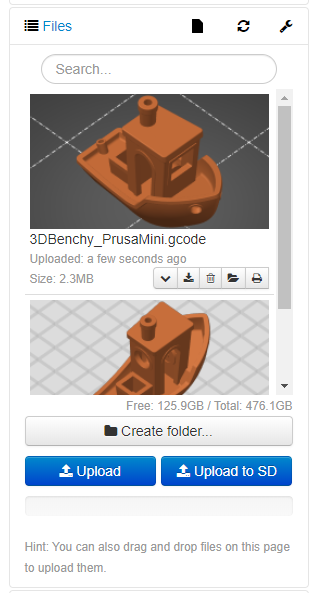 Files
Search...
3DBenchy_PrusaMini.gcode
Uploaded: a few seconds ago
Size: 2.3MB
Free: 125.9GB / Total: 476.1GB
Create folder...
Upload Upload to SD
Hint: You can also drag and drop files on this page
to upload them.